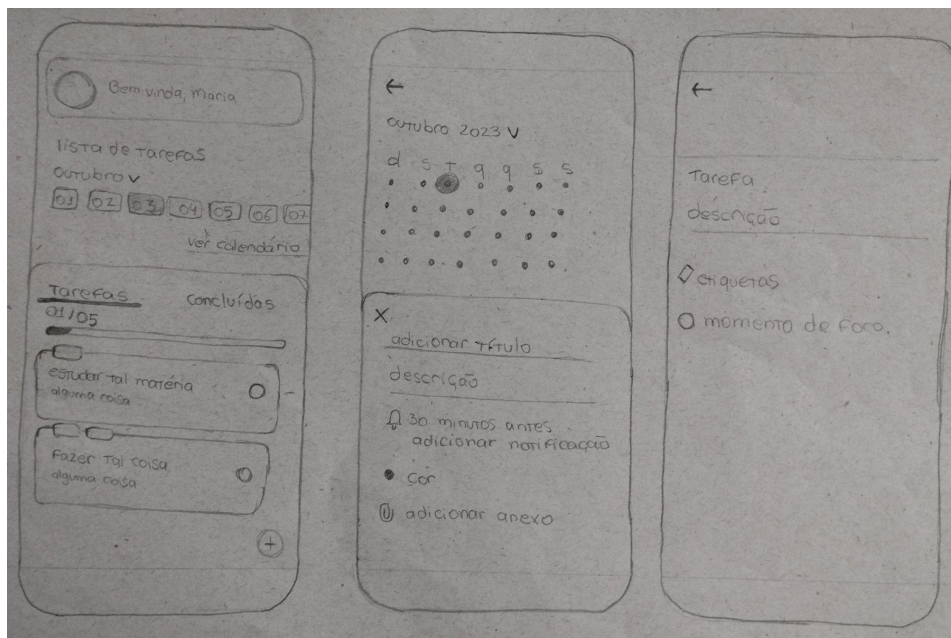 Bem vinda, Maria
lista de tarefas
outubro v
01 02 03 04 05 06 07
ver calendário
Tarefas
concluídas
01/05
estudar tal matéria
alguma coisa
Fazer Tal coisa
alguma coisa
+
←
outubro 2023 v
d s T q q s s
X
adicionar título
descrição
30 minutos antes
adicionar notificação
cor
adicionar anexo
←
Tarefa
descrição
etiquetas
momento de foco.